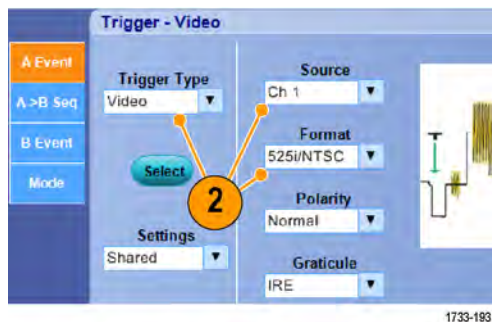 Trigger - Video
A Event
A->B Seq
B Event
Mode
Trigger Type
Video
Select
Settings
Shared
Source
Ch 1
Format
525i/NTSC
Polarity
Normal
Graticule
IRE
2
T
1733-193